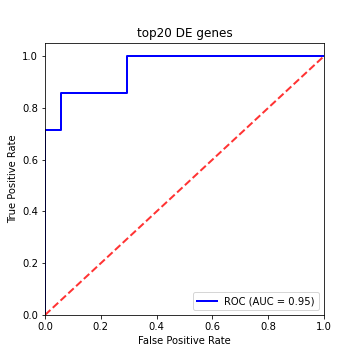 top20 DE genes
True Positive Rate
1.0
0.8
0.6
0.4
0.2
0.0
ROC (AUC = 0.95)
0.0 0.2 0.4 0.6 0.8 1.0
False Positive Rate